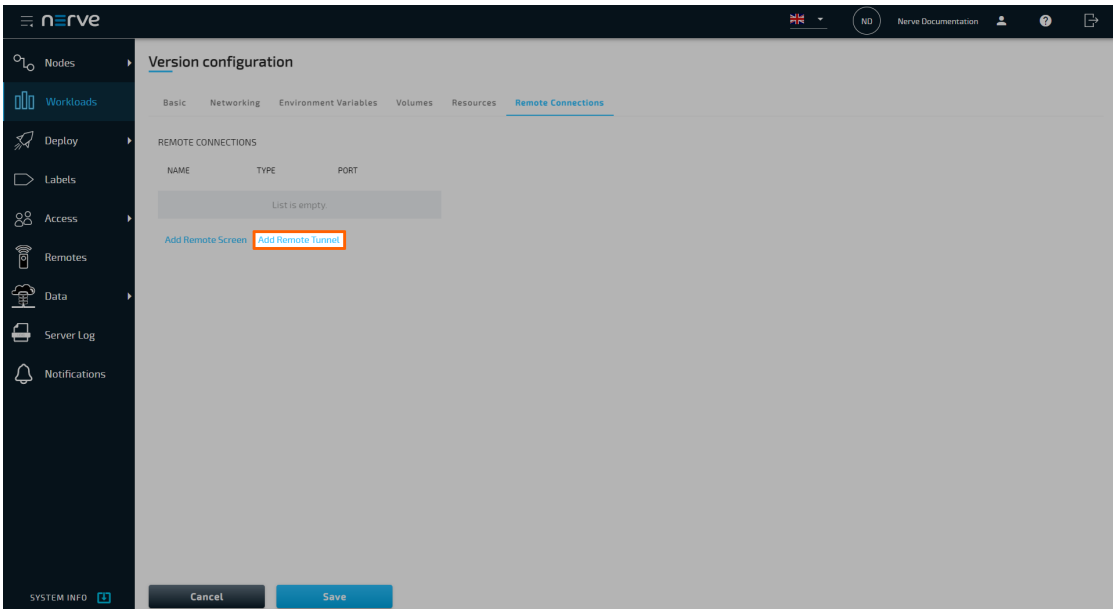 nerve
ND
Nerve Documentation
?
Nodes
Workloads
Deploy
Labels
Access
Remotes
Data
Server Log
Notifications
SYSTEM INFO
Version configuration
Basic Networking Environment Variables Volumes Resources Remote Connections
REMOTE CONNECTIONS
NAME TYPE PORT
List is empty.
Add Remote Screen Add Remote Tunnel
Cancel Save